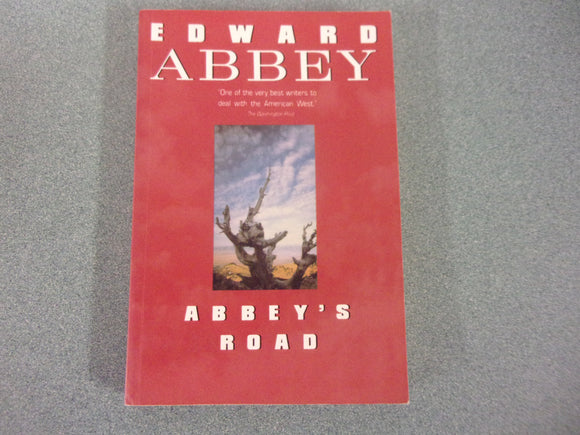 EDWARD
ABBEY
'One of the very best writers to
deal with the American West.'
The Washington Post
ABBEY'S
ROAD